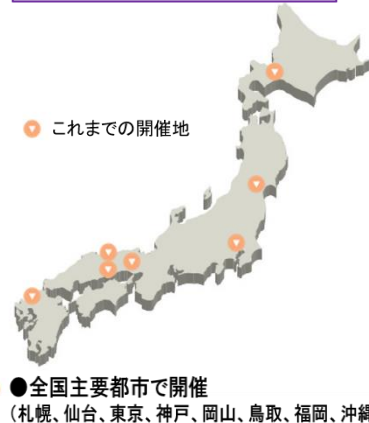 これまでの開催地
●全国主要都市で開催
(札幌、仙台、東京、神戸、岡山、鳥取、福岡、沖縄